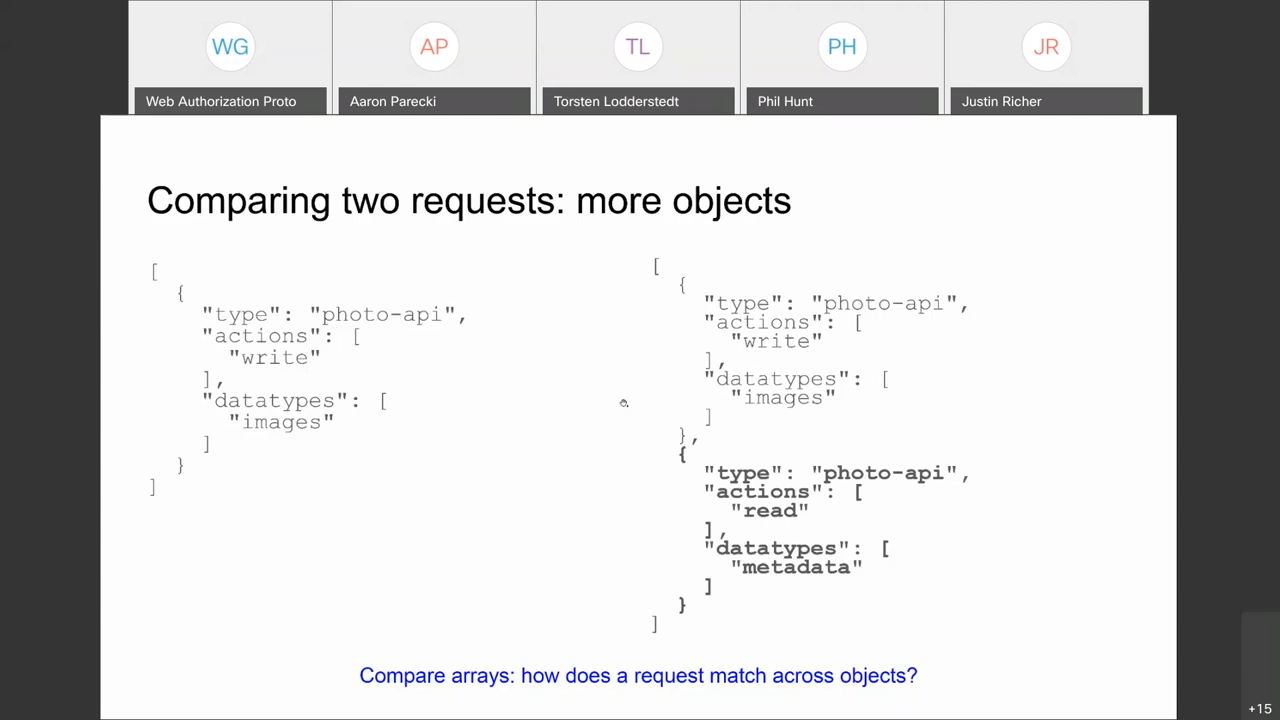 WG
AP
TL
PH
JR
Web Authorization Proto
Aaron Parecki
Torsten Lodderstedt
Phil Hunt
Justin Richer
Comparing two requests: more objects
[
{
"type": "photo-api",
"actions": [
"write"
],
"datatypes": [
"images"
]
}
]
[
{
"type": "photo-api",
"actions": [
"write"
],
"datatypes": [
"images"
]
},
{
"type": "photo-api",
"actions": [
"read"
],
"datatypes": [
"metadata"
]
}
]
Compare arrays: how does a request match across objects?
+15